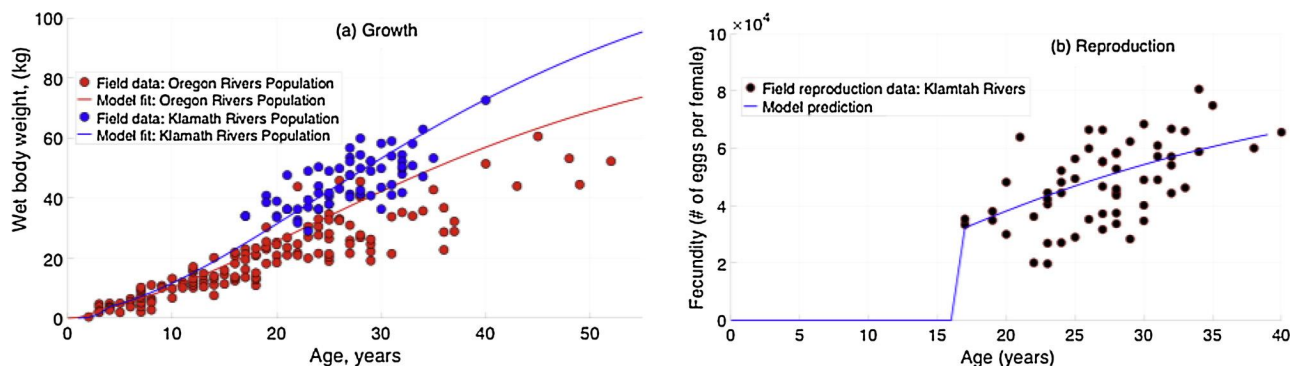 (a) Growth
Field data: Oregon Rivers Population
Model fit: Oregon Rivers Population
Field data: Klamath Rivers Population
Model fit: Klamath Rivers Population
Wet body weight, (kg)
100
80
60
40
20
0
0 10 20 30 40 50
Age, years
×10⁴
(b) Reproduction
Field reproduction data: Klamtah Rivers
Model prediction
Fecundity (# of eggs per female)
10
8
6
4
2
0
0 5 10 15 20 25 30 35 40
Age (years)